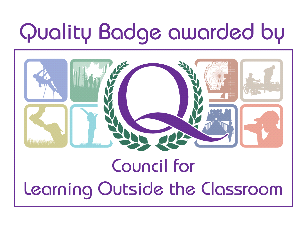 Quality Badge awarded by
Q
Council for
Learning Outside the Classroom